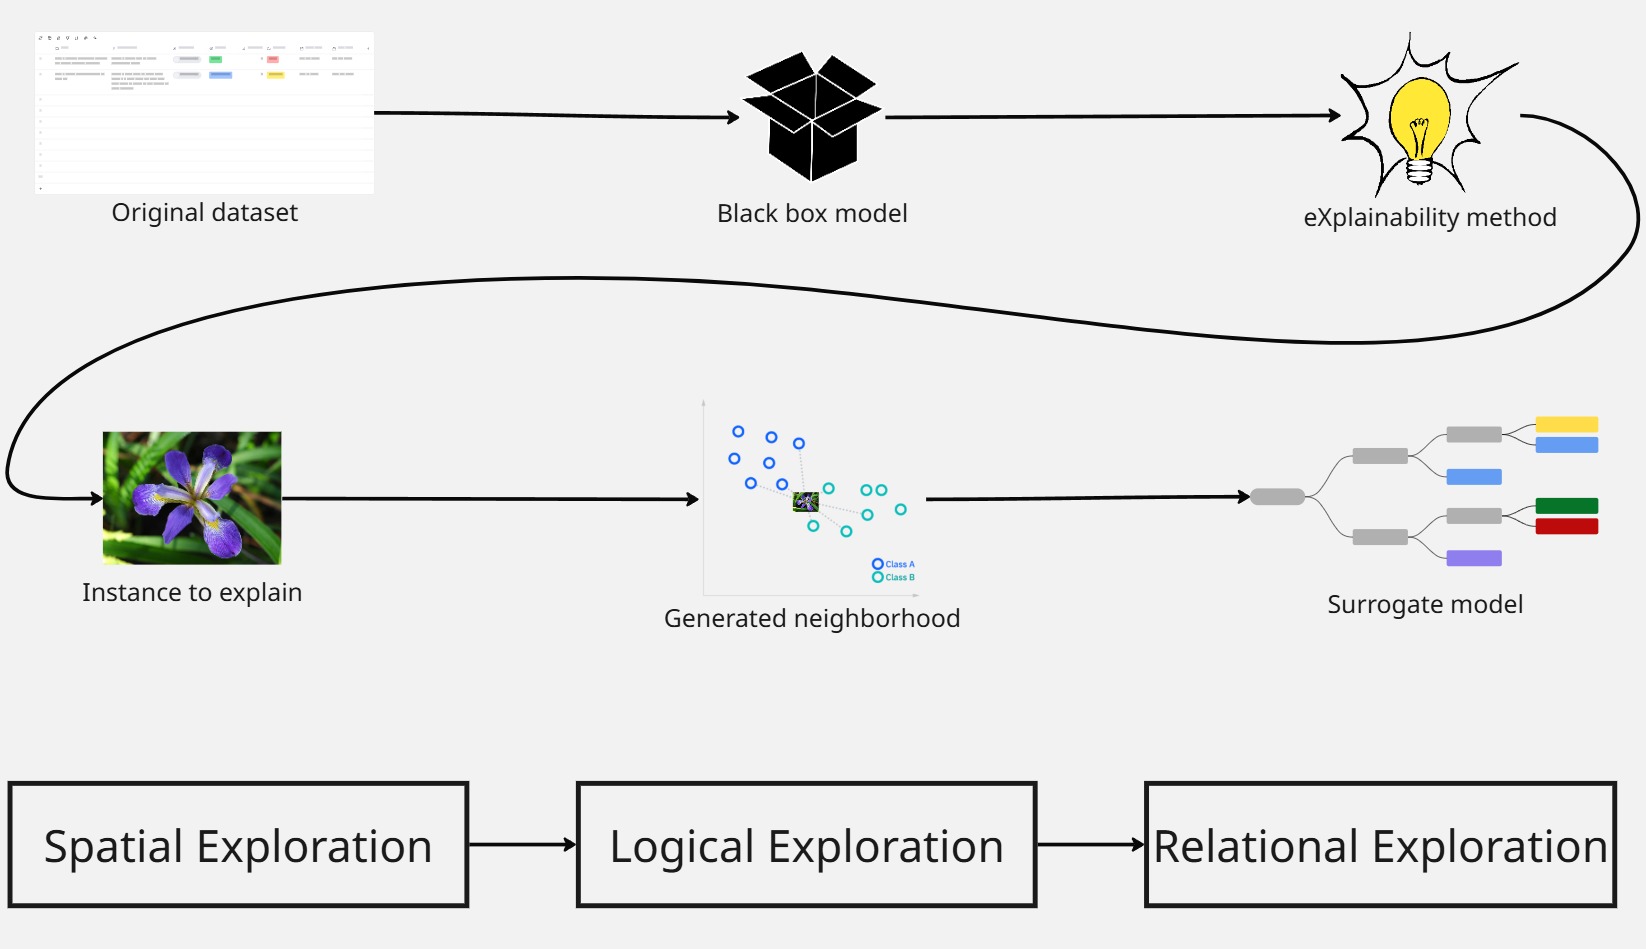 Original dataset
Black box model
eXplainability method
Instance to explain
Class A
Class B
Generated neighborhood
Surrogate model
Spatial Exploration
Logical Exploration
Relational Exploration